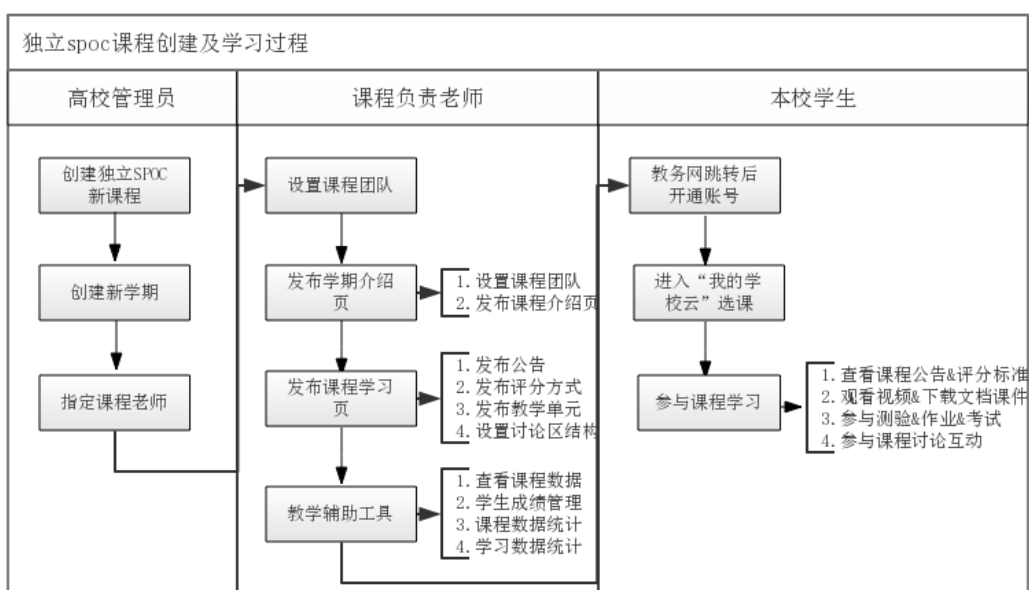 独立spoc课程创建及学习过程
高校管理员
课程负责老师
本校学生
创建独立SPOC
新课程
创建新学期
指定课程老师
设置课程团队
发布学期介绍
页
1. 设置课程团队
2. 发布课程介绍页
发布课程学习
页
1. 发布公告
2. 发布评分方式
3. 发布教学单元
4. 设置讨论区结构
教学辅助工具
1. 查看课程数据
2. 学生成绩管理
3. 课程数据统计
4. 学习数据统计
教务网跳转后
开通账号
进入“我的学
校云”选课
参与课程学习
1. 查看课程公告&评分标准
2. 观看视频&下载文档课件
3. 参与测验&作业&考试
4. 参与课程讨论互动